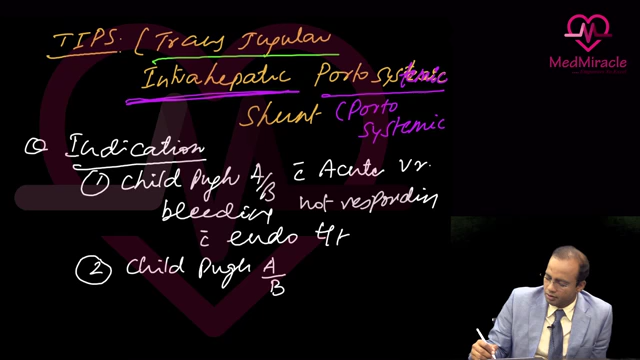 MedMiracle
TIPS: (Trans Jugular
Intrahepatic Portosystemic
Shunt (Porto
systemic
Indication
① Child Pugh A/B c̄ Acute Vr.
bleeding not responding
c̄ endo
② Child Pugh A/B